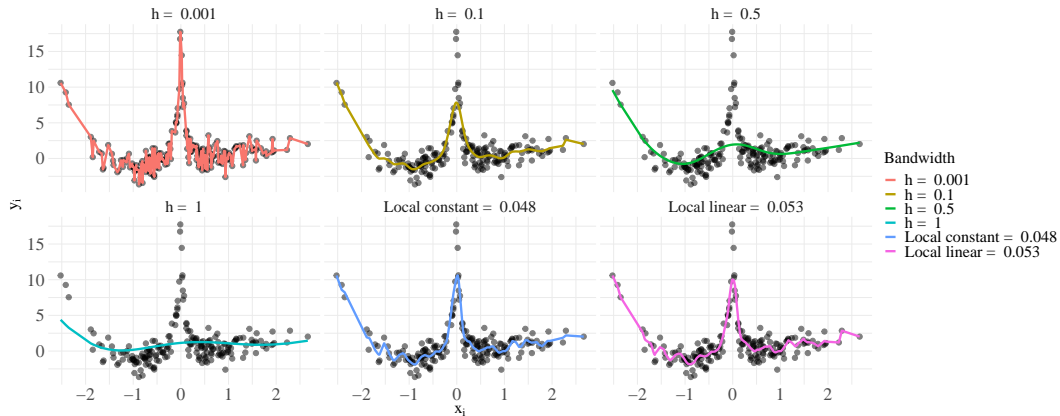 h = 0.001
h = 0.1
h = 0.5
15
10
5
0
h = 1
Local constant = 0.048
Local linear = 0.053
15
10
5
0
y_i
−2 −1 0 1 2
−2 −1 0 1 2
−2 −1 0 1 2
x_i
Bandwidth
h = 0.001
h = 0.1
h = 0.5
h = 1
Local constant = 0.048
Local linear = 0.053